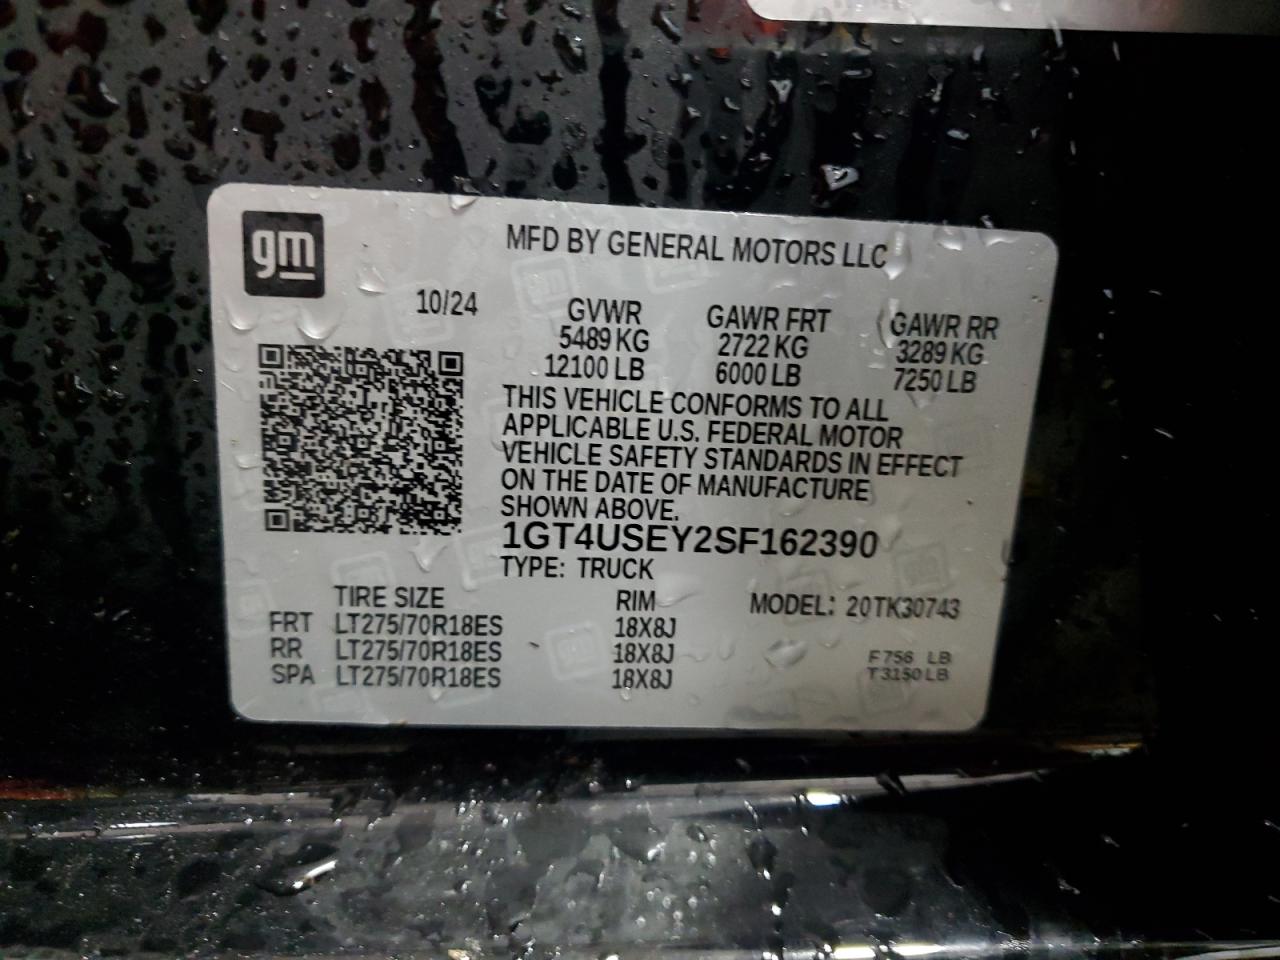 gm
MFD BY GENERAL MOTORS LLC
10/24
GVWR GAWR FRT GAWR RR
5489 KG 2722 KG 3289 KG
12100 LB 6000 LB 7250 LB
THIS VEHICLE CONFORMS TO ALL
APPLICABLE U.S. FEDERAL MOTOR
VEHICLE SAFETY STANDARDS IN EFFECT
ON THE DATE OF MANUFACTURE
SHOWN ABOVE.
1GT4USEY2SF162390
TYPE: TRUCK
TIRE SIZE RIM MODEL: 20TK30743
FRT LT275/70R18ES 18X8J
RR LT275/70R18ES 18X8J
SPA LT275/70R18ES 18X8J
F 756 LB
T 3150 LB